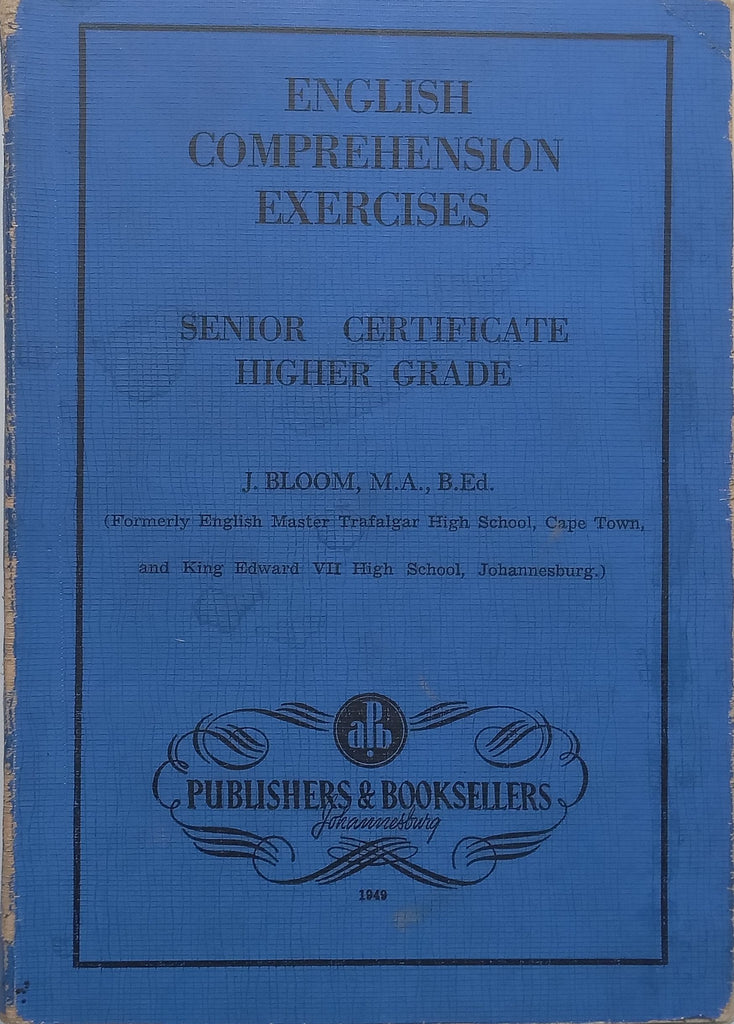 ENGLISH
COMPREHENSION
EXERCISES
SENIOR CERTIFICATE
HIGHER GRADE
J. BLOOM, M.A., B.Ed.
(Formerly English Master Trafalgar High School, Cape Town,
and King Edward VII High School, Johannesburg.)
aPb
PUBLISHERS & BOOKSELLERS
Johannesburg
1949